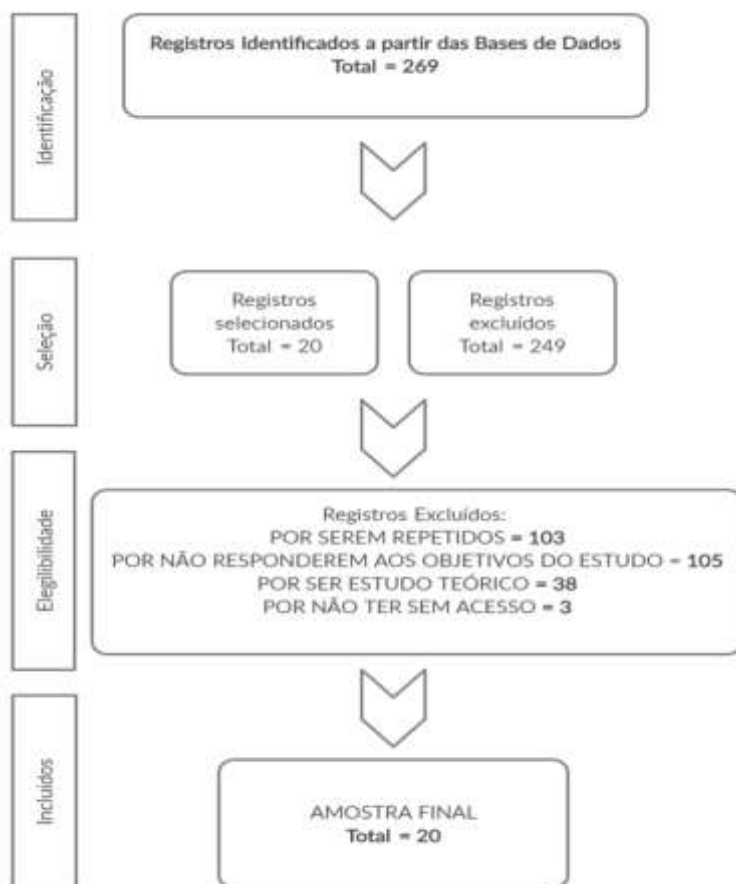 Identificação
Registros Identificados a partir das Bases de Dados
Total = 269
Seleção
Registros
selecionados
Total = 20
Registros
excluídos
Total = 249
Elegilibilidade
Registros Excluídos:
POR SEREM REPETIDOS = 103
POR NÃO RESPONDEREM AOS OBJETIVOS DO ESTUDO = 105
POR SER ESTUDO TEÓRICO = 38
POR NÃO TER SEM ACESSO = 3
Incluidos
AMOSTRA FINAL
Total = 20